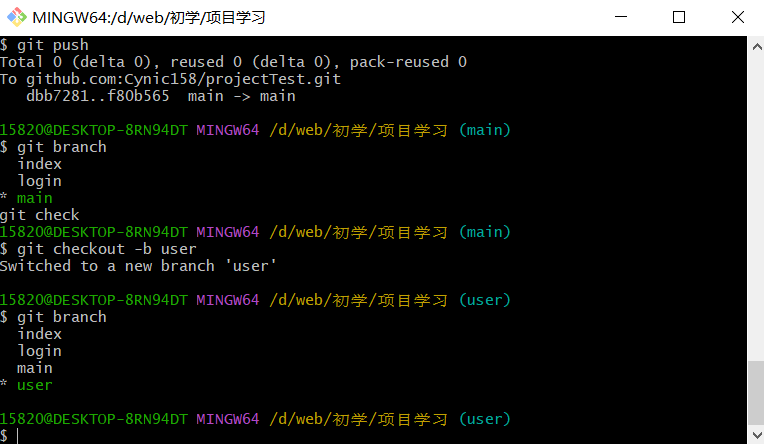 MINGW64:/d/web/初学/项目学习
$ git push
Total 0 (delta 0), reused 0 (delta 0), pack-reused 0
To github.com:Cynic158/projectTest.git
   dbb7281..f80b565  main -> main
15820@DESKTOP-8RN94DT MINGW64 /d/web/初学/项目学习 (main)
$ git branch
  index
  login
* main
git check
15820@DESKTOP-8RN94DT MINGW64 /d/web/初学/项目学习 (main)
$ git checkout -b user
Switched to a new branch 'user'
15820@DESKTOP-8RN94DT MINGW64 /d/web/初学/项目学习 (user)
$ git branch
  index
  login
  main
* user
15820@DESKTOP-8RN94DT MINGW64 /d/web/初学/项目学习 (user)
$